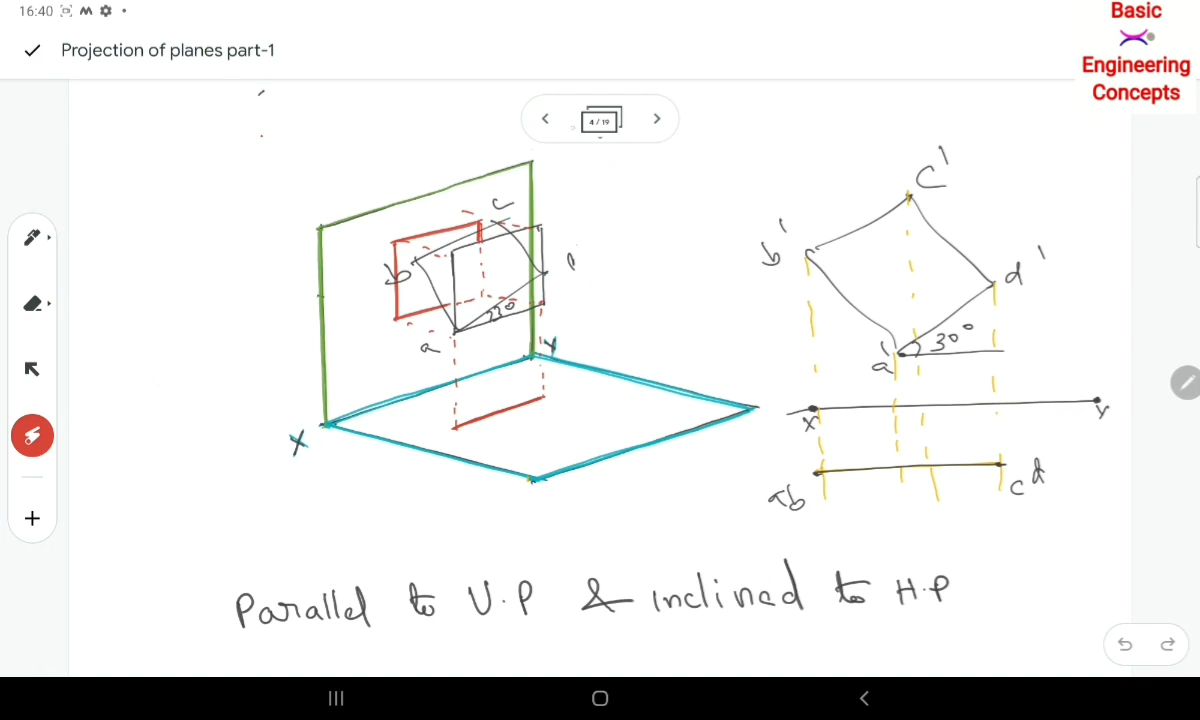 16:40
Basic
Engineering
Concepts
Projection of planes part-1
4 / 19
c
b
a
30°
X
Y
c'
b'
d'
a'
30°
x
y
ab
cd
Parallel to V.P & inclined to H.P